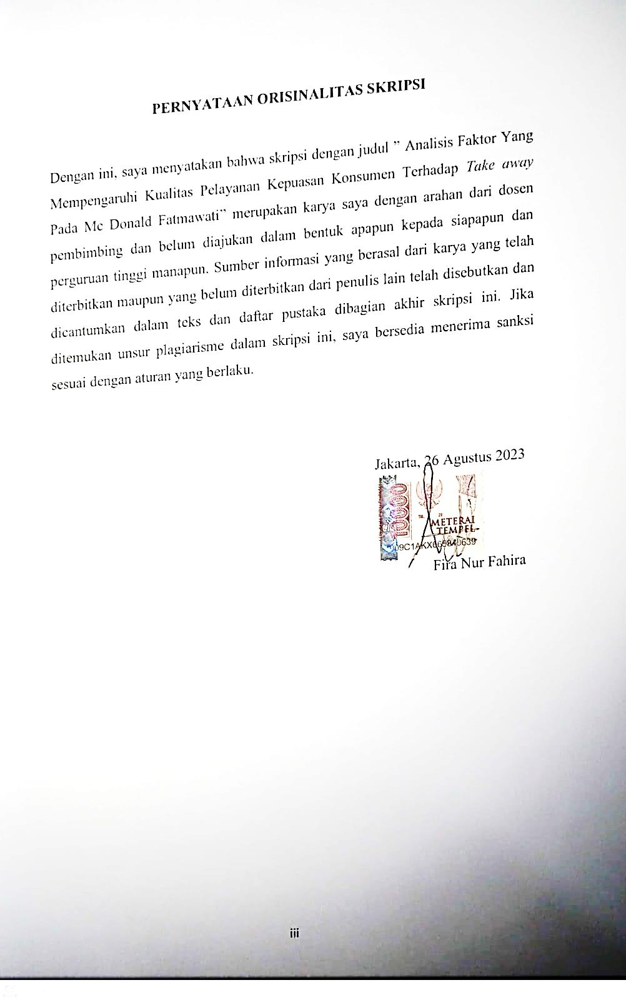 PERNYATAAN ORISINALITAS SKRIPSI
Dengan ini, saya menyatakan bahwa skripsi dengan judul ” Analisis Faktor Yang
Mempengaruhi Kualitas Pelayanan Kepuasan Konsumen Terhadap Take away
Pada Mc Donald Fatmawati” merupakan karya saya dengan arahan dari dosen
pembimbing dan belum diajukan dalam bentuk apapun kepada siapapun dan
perguruan tinggi manapun. Sumber informasi yang berasal dari karya yang telah
diterbitkan maupun yang belum diterbitkan dari penulis lain telah disebutkan dan
dicantumkan dalam teks dan daftar pustaka dibagian akhir skripsi ini. Jika
ditemukan unsur plagiarisme dalam skripsi ini, saya bersedia menerima sanksi
sesuai dengan aturan yang berlaku.
Jakarta, 26 Agustus 2023
10000
METERAI
TEMPEL
Fira Nur Fahira
iii